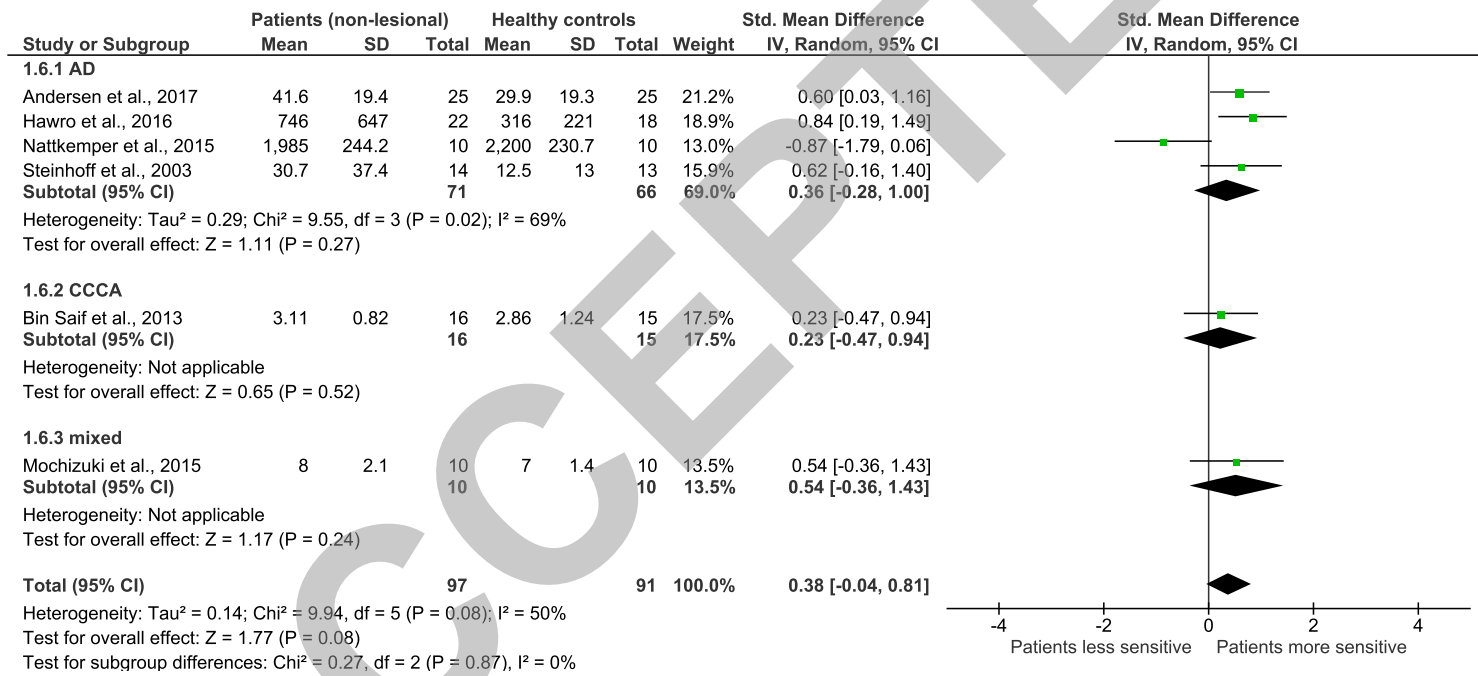 Patients (non-lesional) Healthy controls Std. Mean Difference Std. Mean Difference
Study or Subgroup Mean SD Total Mean SD Total Weight IV, Random, 95% CI IV, Random, 95% CI
1.6.1 AD
Andersen et al., 2017 41.6 19.4 25 29.9 19.3 25 21.2% 0.60 [0.03, 1.16]
Hawro et al., 2016 746 647 22 316 221 18 18.9% 0.84 [0.19, 1.49]
Nattkemper et al., 2015 1,985 244.2 10 2,200 230.7 10 13.0% -0.87 [-1.79, 0.06]
Steinhoff et al., 2003 30.7 37.4 14 12.5 13 13 15.9% 0.62 [-0.16, 1.40]
Subtotal (95% CI) 71 66 69.0% 0.36 [-0.28, 1.00]
Heterogeneity: Tau² = 0.29; Chi² = 9.55, df = 3 (P = 0.02); I² = 69%
Test for overall effect: Z = 1.11 (P = 0.27)
1.6.2 CCCA
Bin Saif et al., 2013 3.11 0.82 16 2.86 1.24 15 17.5% 0.23 [-0.47, 0.94]
Subtotal (95% CI) 16 15 17.5% 0.23 [-0.47, 0.94]
Heterogeneity: Not applicable
Test for overall effect: Z = 0.65 (P = 0.52)
1.6.3 mixed
Mochizuki et al., 2015 8 2.1 10 7 1.4 10 13.5% 0.54 [-0.36, 1.43]
Subtotal (95% CI) 10 10 13.5% 0.54 [-0.36, 1.43]
Heterogeneity: Not applicable
Test for overall effect: Z = 1.17 (P = 0.24)
Total (95% CI) 97 91 100.0% 0.38 [-0.04, 0.81]
Heterogeneity: Tau² = 0.14; Chi² = 9.94, df = 5 (P = 0.08); I² = 50%
Test for overall effect: Z = 1.77 (P = 0.08)
Test for subgroup differences: Chi² = 0.27, df = 2 (P = 0.87), I² = 0%
-4 -2 0 2 4
Patients less sensitive Patients more sensitive
CCEPTE